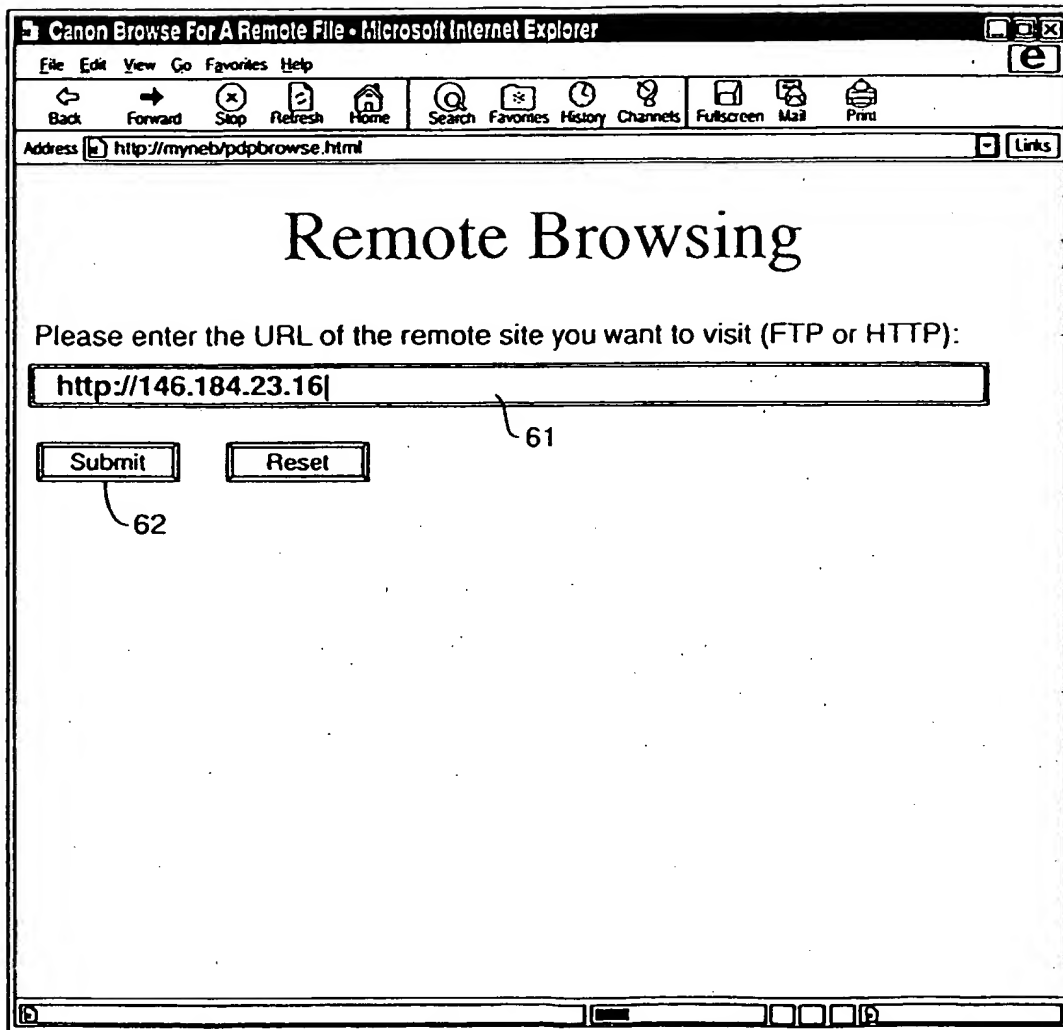 Canon Browse For A Remote File • Microsoft Internet Explorer
File Edit View Go Favorites Help
e
Back Forward Stop Refresh Home Search Favorites History Channels Fullscreen Mail Print
Address http://myneb/pdpbrowse.html Links
Remote Browsing
Please enter the URL of the remote site you want to visit (FTP or HTTP):
http://146.184.23.16
61
Submit Reset
62